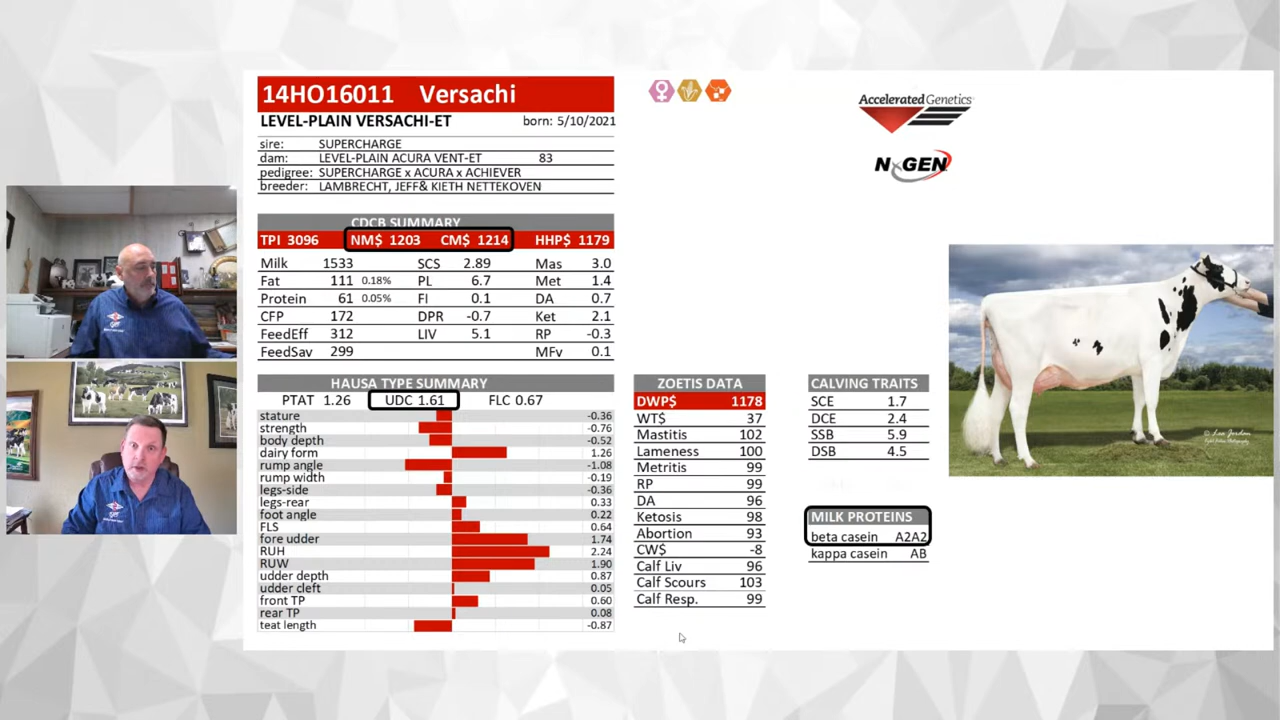 14HO16011 Versachi
LEVEL-PLAIN VERSACHI-ET born: 5/10/2021
sire: SUPERCHARGE
dam: LEVEL-PLAIN ACURA VENT-ET 83
pedigree: SUPERCHARGE x ACURA x ACHIEVER
breeder: LAMBRECHT, JEFF& KIETH NETTEKOVEN
CDCB SUMMARY
TPI 3096 NM$ 1203 CM$ 1214 HHP$ 1179
Milk 1533 SCS 2.89 Mas 3.0
Fat 111 0.18% PL 6.7 Met 1.4
Protein 61 0.05% FI 0.1 DA 0.7
CFP 172 DPR -0.7 Ket 2.1
FeedEff 312 LIV 5.1 RP -0.3
FeedSav 299 MFv 0.1
HAUSA TYPE SUMMARY
PTAT 1.26 UDC 1.61 FLC 0.67
stature -0.36
strength -0.76
body depth -0.52
dairy form 1.26
rump angle -1.08
rump width -0.19
legs-side -0.36
legs-rear 0.33
foot angle 0.22
FLS 0.64
fore udder 1.74
RUH 2.24
RUW 1.90
udder depth 0.87
udder cleft 0.05
front TP 0.60
rear TP 0.08
teat length -0.87
ZOETIS DATA
DWP$ 1178
WT$ 37
Mastitis 102
Lameness 100
Metritis 99
RP 99
DA 96
Ketosis 98
Abortion 93
CW$ -8
Calf Liv 96
Calf Scours 103
Calf Resp. 99
Accelerated Genetics
NxGEN
CALVING TRAITS
SCE 1.7
DCE 2.4
SSB 5.9
DSB 4.5
MILK PROTEINS
beta casein A2A2
kappa casein AB